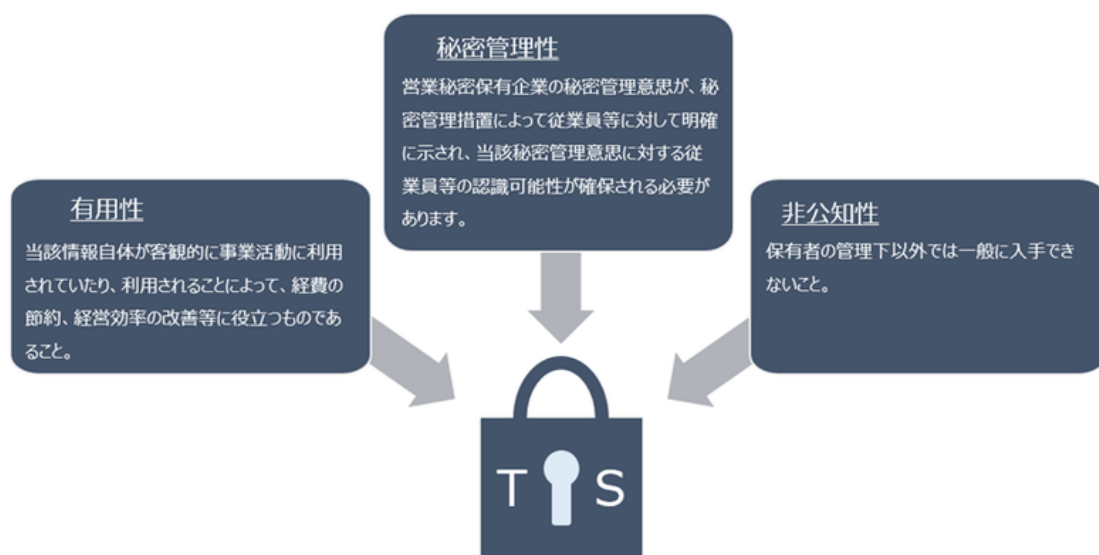 秘密管理性
営業秘密保有企業の秘密管理意思が、秘
密管理措置によって従業員等に対して明確
に示され、当該秘密管理意思に対する従
業員等の認識可能性が確保される必要が
あります。
有用性
当該情報自体が客観的に事業活動に利用
されていたり、利用されることによって、経費の
節約、経営効率の改善等に役立つものであ
ること。
非公知性
保有者の管理下以外では一般に入手でき
ないこと。
T S